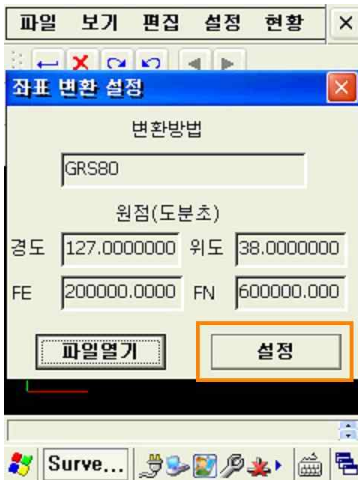 파일 보기 편집 설정 현황
좌표 변환 설정
변환방법
GRS80
원점(도분초)
경도 127.0000000 위도 38.0000000
FE 200000.0000 FN 600000.000
파일열기 설정
Surve...